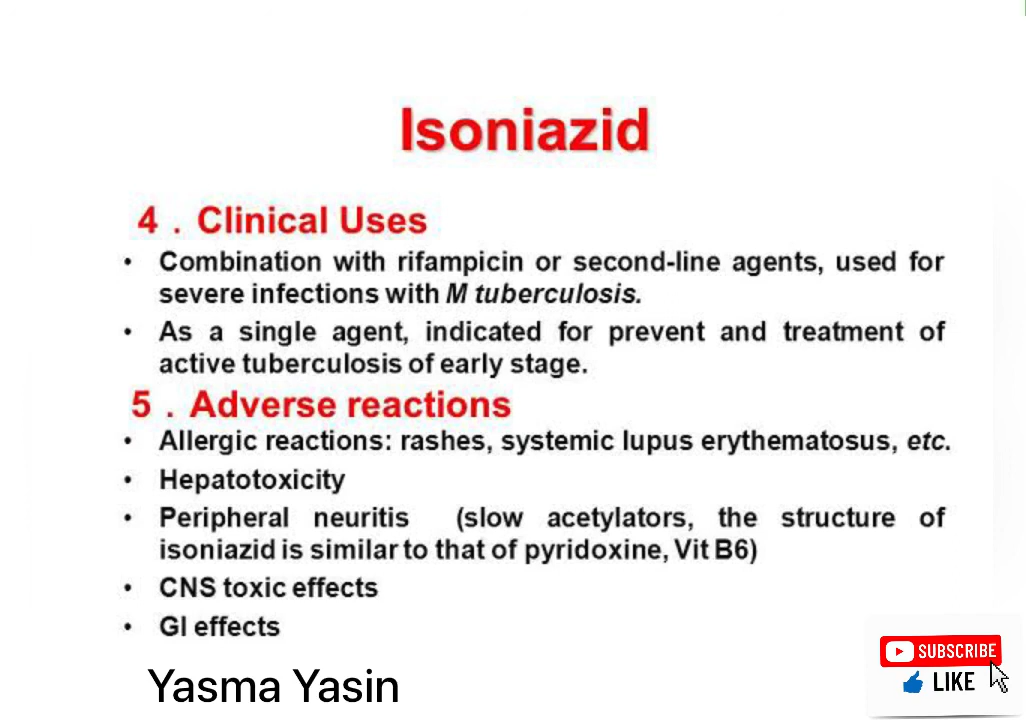 Isoniazid
4 . Clinical Uses
• Combination with rifampicin or second-line agents, used for
severe infections with M tuberculosis.
• As a single agent, indicated for prevent and treatment of
active tuberculosis of early stage.
5 . Adverse reactions
• Allergic reactions: rashes, systemic lupus erythematosus, etc.
• Hepatotoxicity
• Peripheral neuritis (slow acetylators, the structure of
isoniazid is similar to that of pyridoxine, Vit B6)
• CNS toxic effects
• GI effects
Yasma Yasin
SUBSCRIBE
LIKE